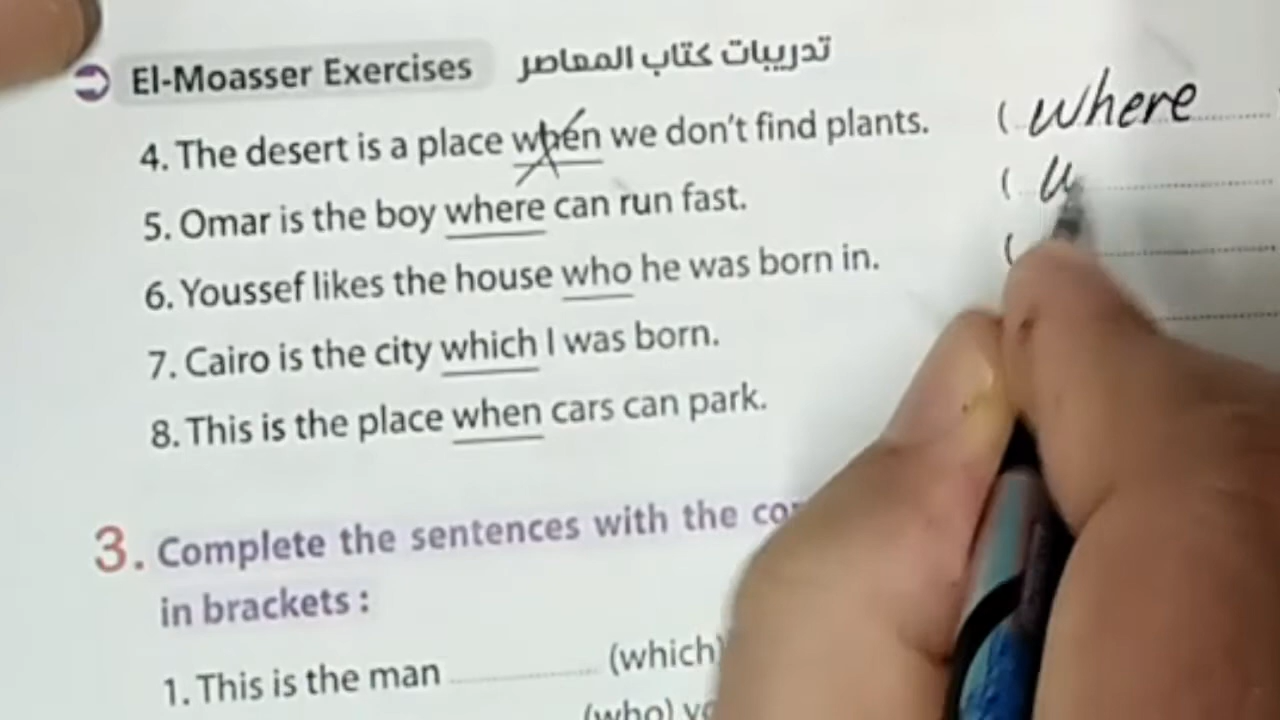 El-Moasser Exercises تدريبات كتاب المعاصر
4. The desert is a place when we don't find plants. ( where
5. Omar is the boy where can run fast. (
6. Youssef likes the house who he was born in. (
7. Cairo is the city which I was born.
8. This is the place when cars can park.
3. Complete the sentences with the
in brackets :
1. This is the man (which)
(who)